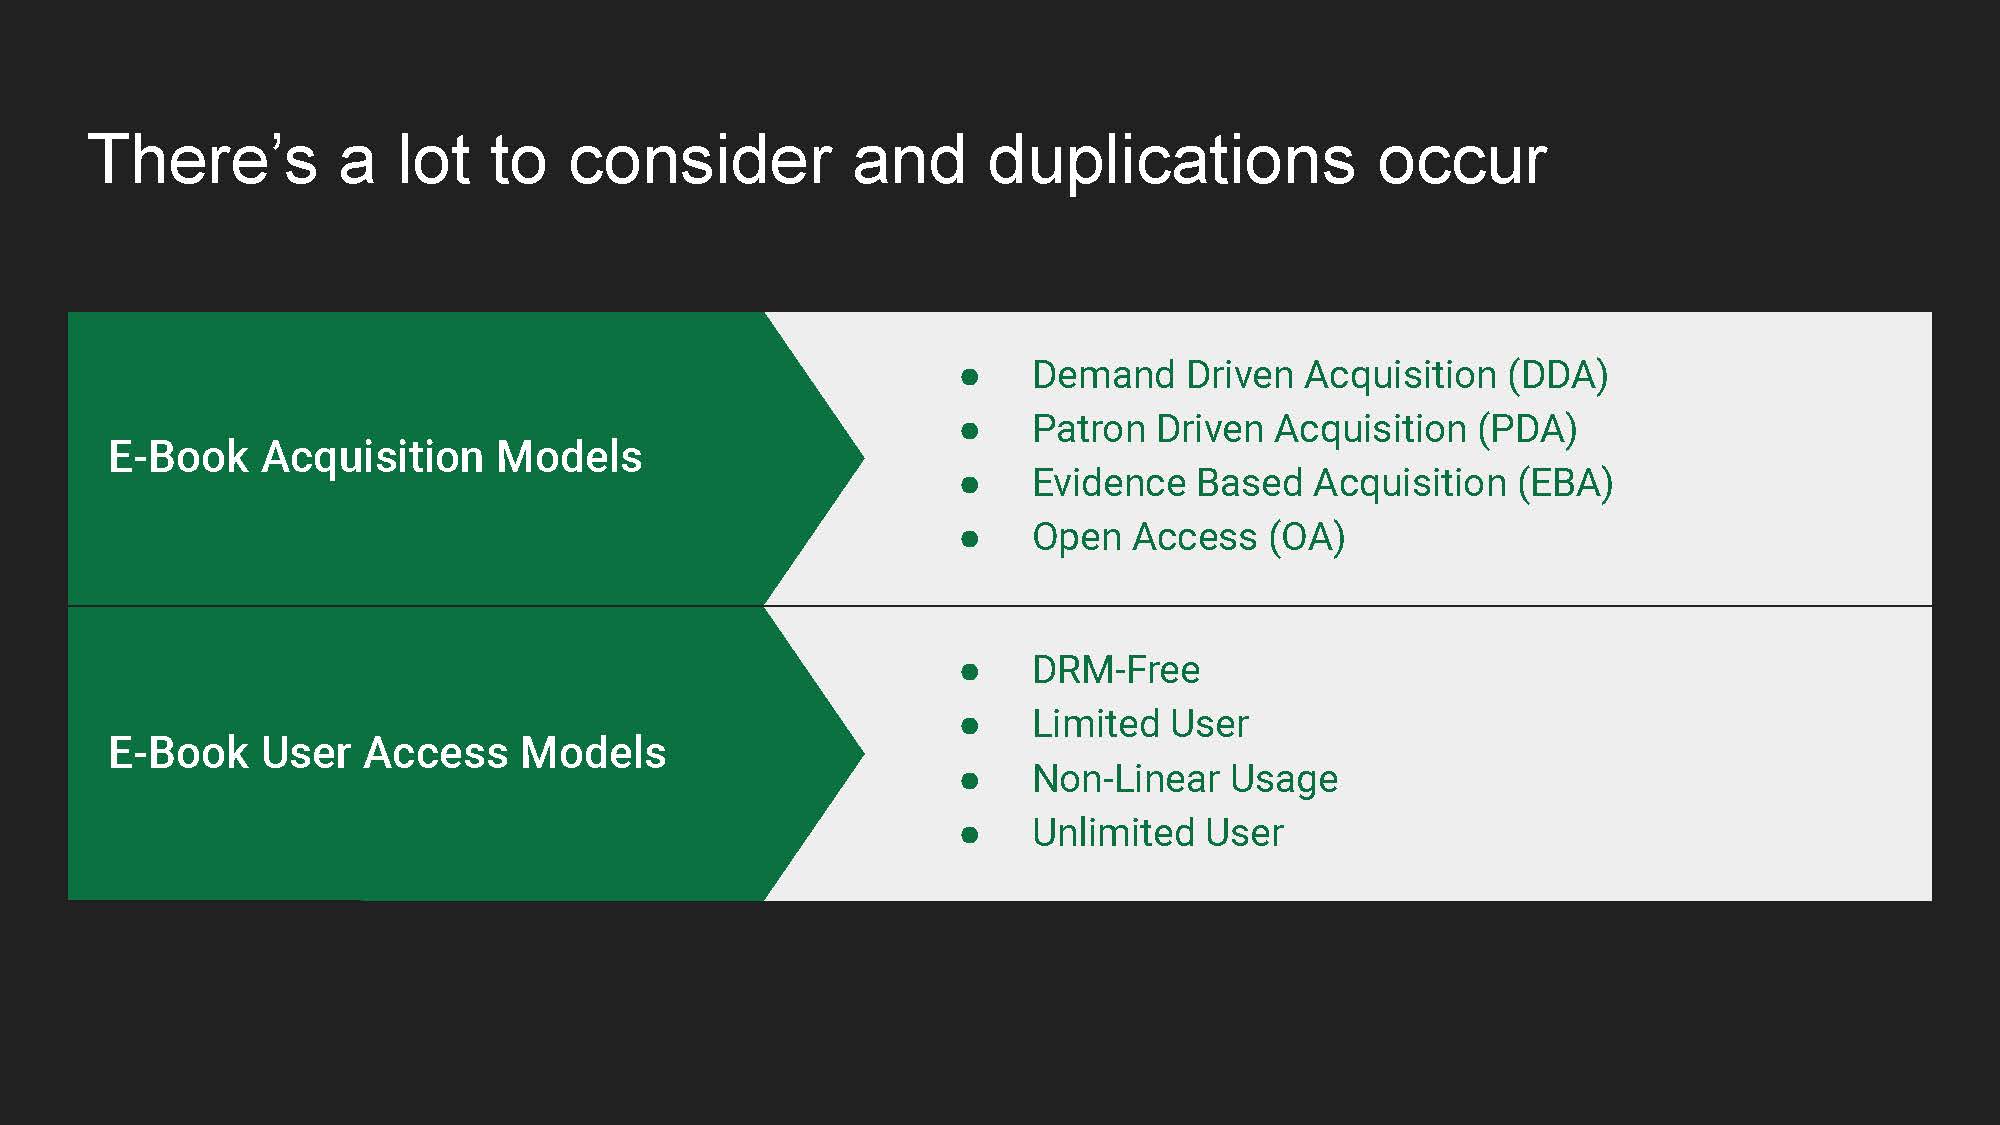 There’s a lot to consider and duplications occur
E-Book Acquisition Models
● Demand Driven Acquisition (DDA)
● Patron Driven Acquisition (PDA)
● Evidence Based Acquisition (EBA)
● Open Access (OA)
E-Book User Access Models
● DRM-Free
● Limited User
● Non-Linear Usage
● Unlimited User